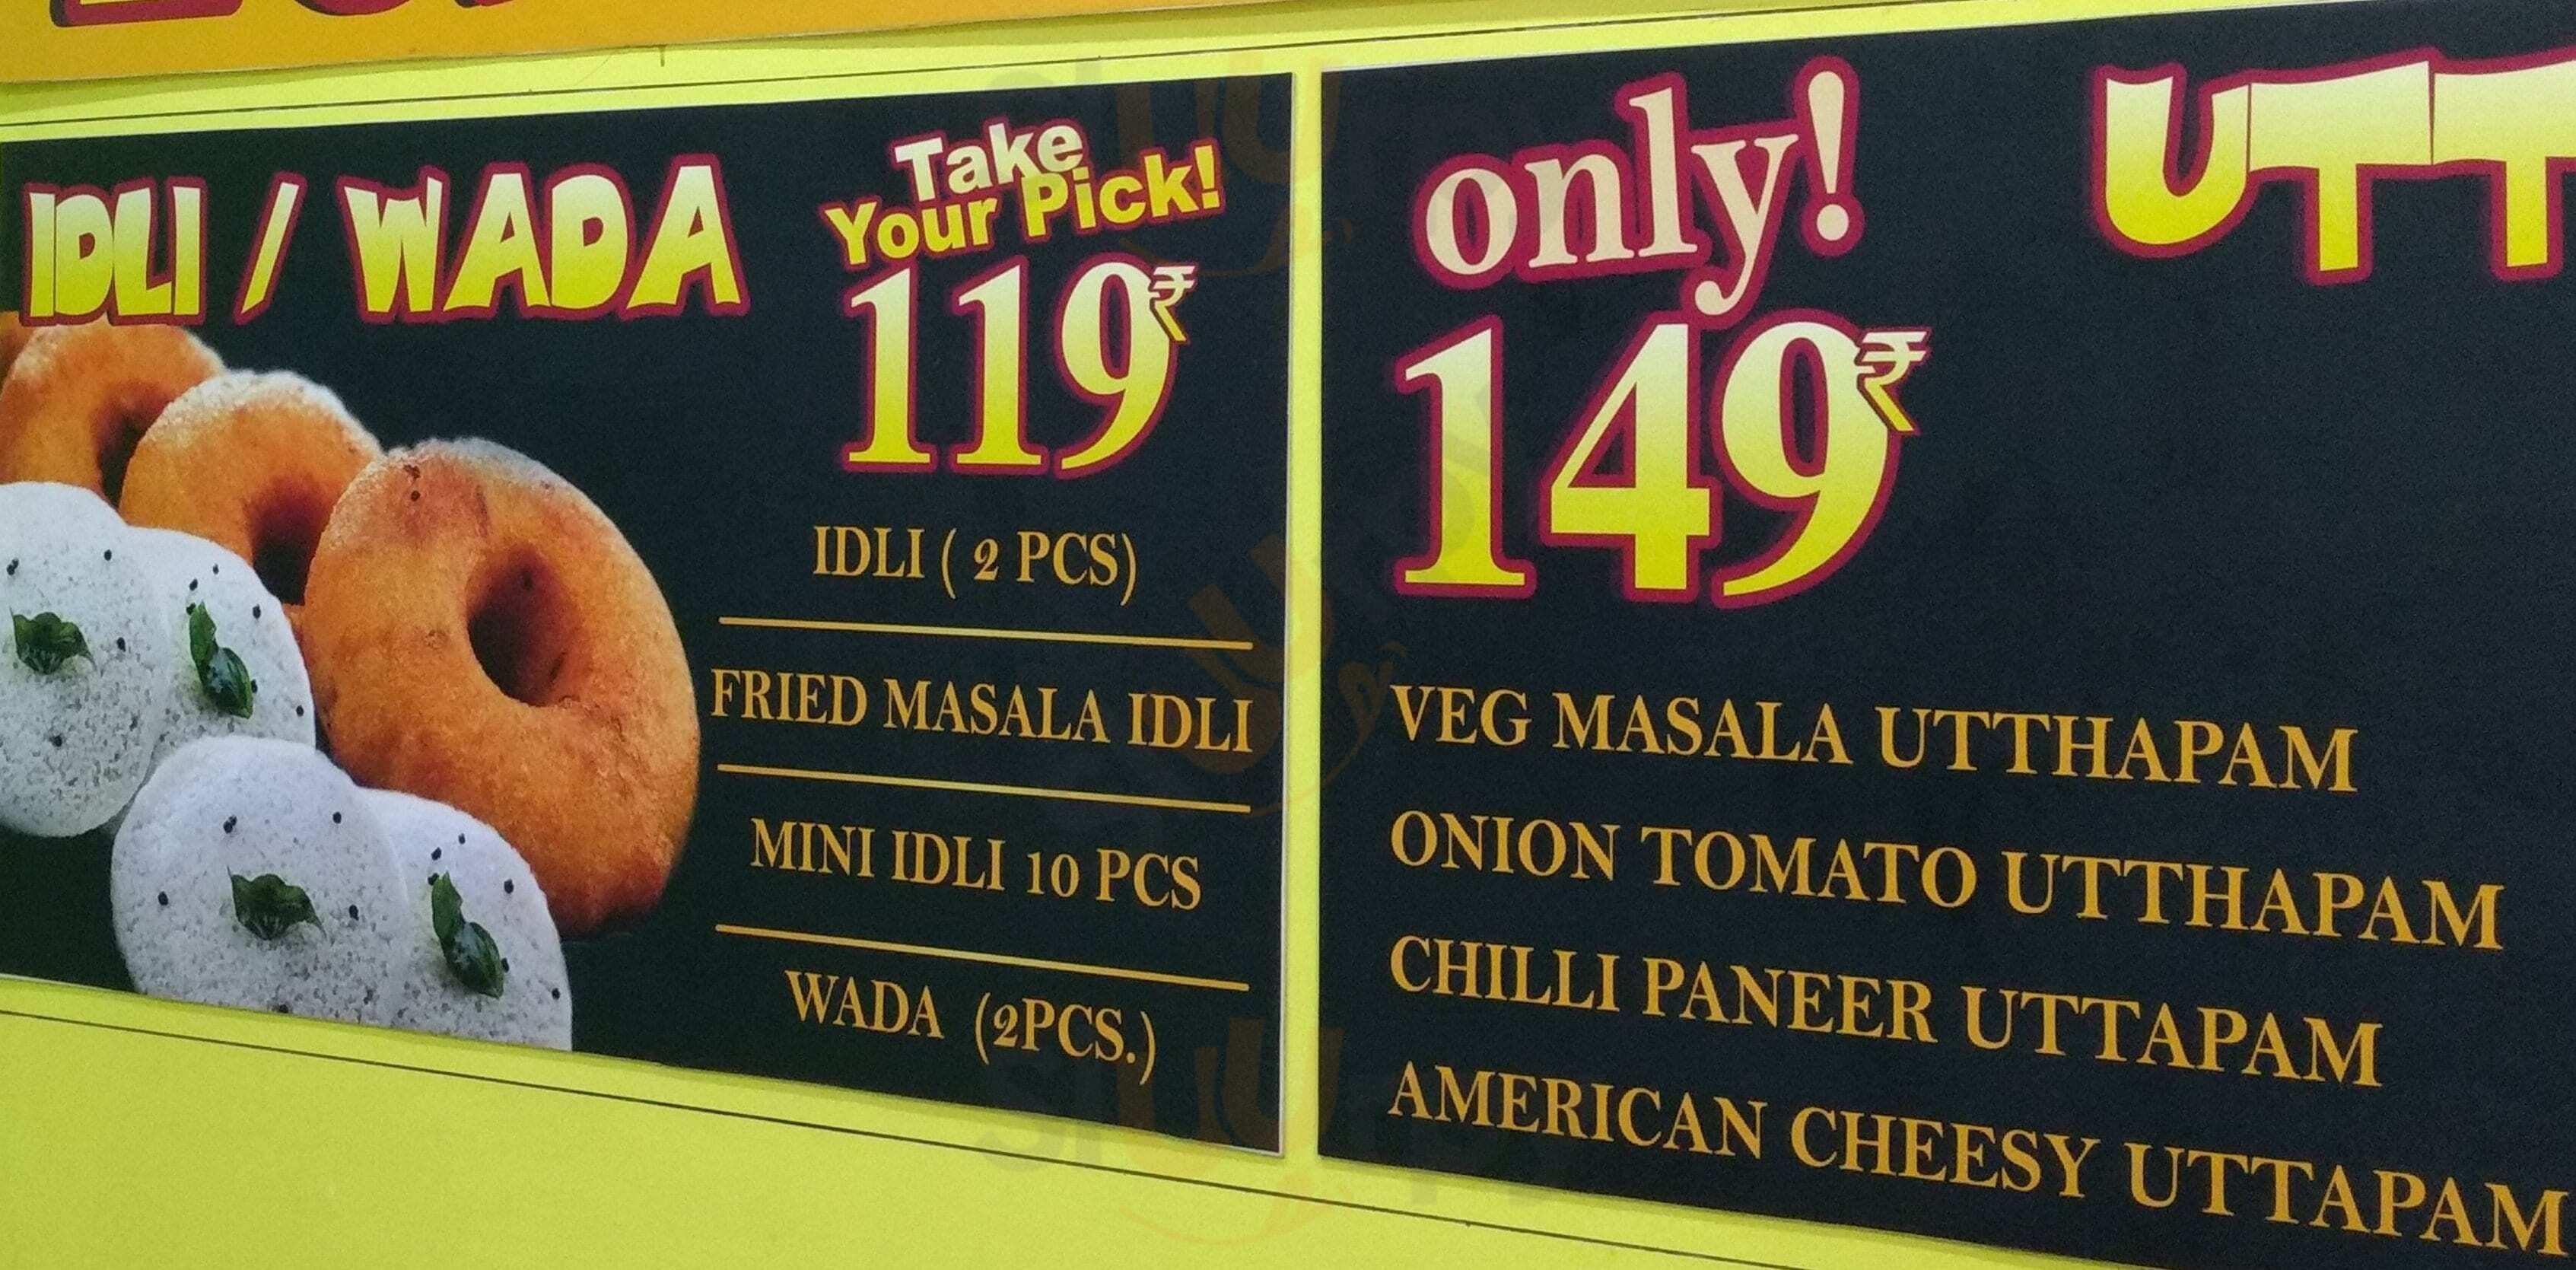 IDLI / WADA
Take
Your Pick!
119₹
IDLI ( 2 PCS)
FRIED MASALA IDLI
MINI IDLI 10 PCS
WADA (2PCS.)
only!
149₹
UTT
VEG MASALA UTTHAPAM
ONION TOMATO UTTHAPAM
CHILLI PANEER UTTAPAM
AMERICAN CHEESY UTTAPAM